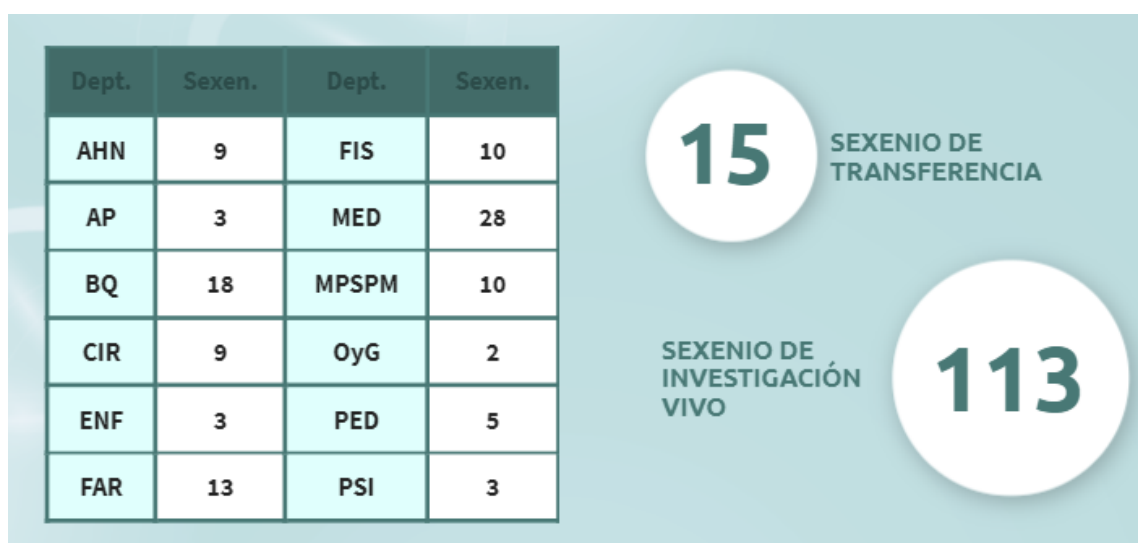 Dept. Sexen. Dept. Sexen.
AHN 9 FIS 10
AP 3 MED 28
BQ 18 MPSPM 10
CIR 9 OyG 2
ENF 3 PED 5
FAR 13 PSI 3
15
SEXENIO DE
TRANSFERENCIA
SEXENIO DE
INVESTIGACIÓN
VIVO
113